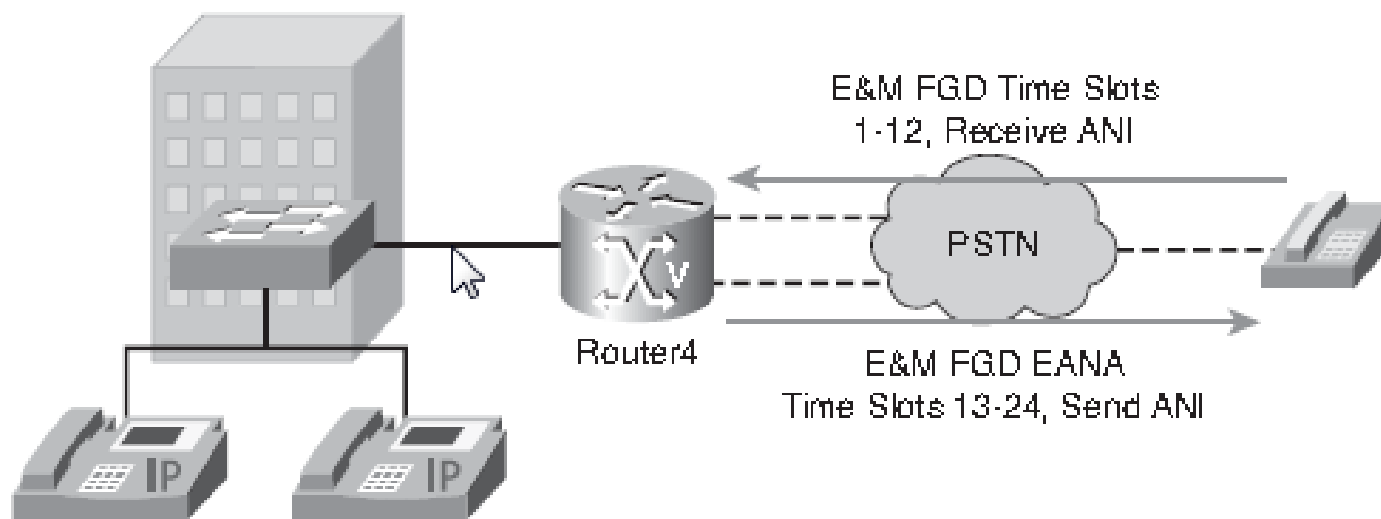 E&M FGD Time Slots
1-12, Receive ANI
PSTN
V
Router4
E&M FGD EANA
Time Slots 13-24, Send ANI
IP
IP